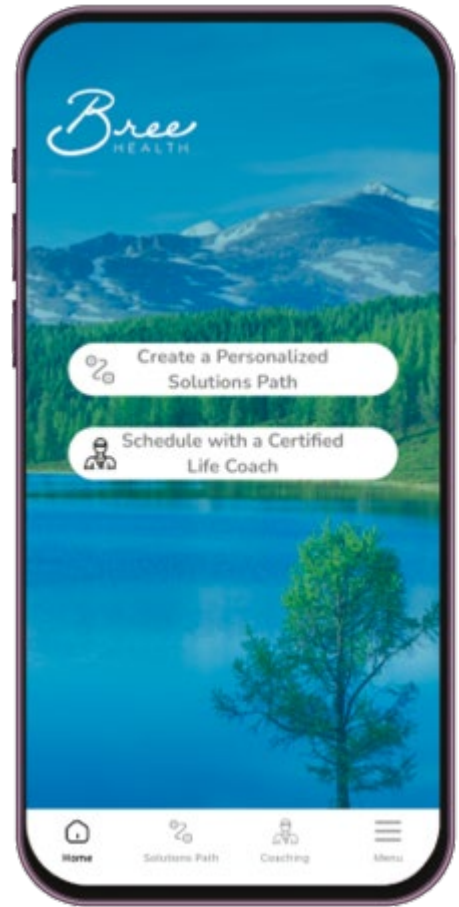 Bree
HEALTH
Create a Personalized
Solutions Path
Schedule with a Certified
Life Coach
Home
Solutions Path
Coaching
Menu